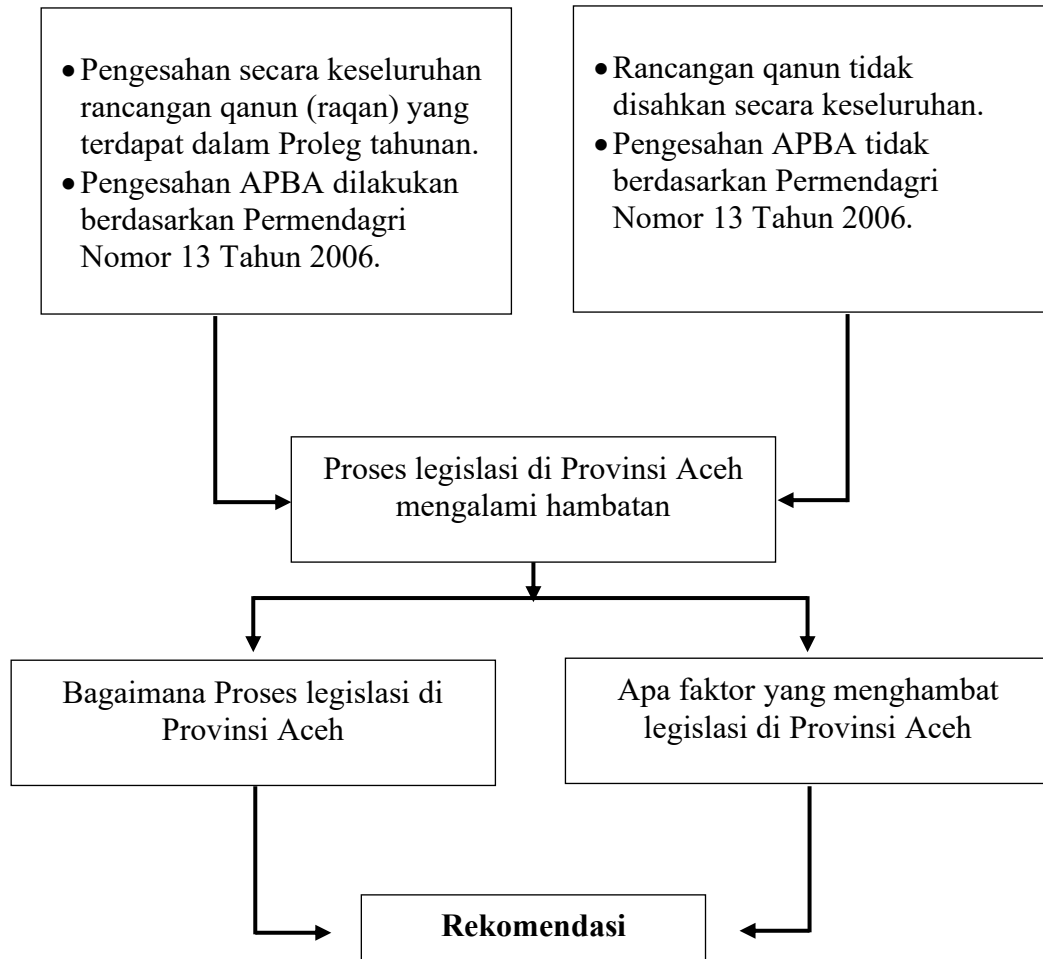 • Pengesahan secara keseluruhan
rancangan qanun (raqan) yang
terdapat dalam Proleg tahunan.
• Pengesahan APBA dilakukan
berdasarkan Permendagri
Nomor 13 Tahun 2006.
• Rancangan qanun tidak
disahkan secara keseluruhan.
• Pengesahan APBA tidak
berdasarkan Permendagri
Nomor 13 Tahun 2006.
Proses legislasi di Provinsi Aceh
mengalami hambatan
Bagaimana Proses legislasi di
Provinsi Aceh
Apa faktor yang menghambat
legislasi di Provinsi Aceh
Rekomendasi